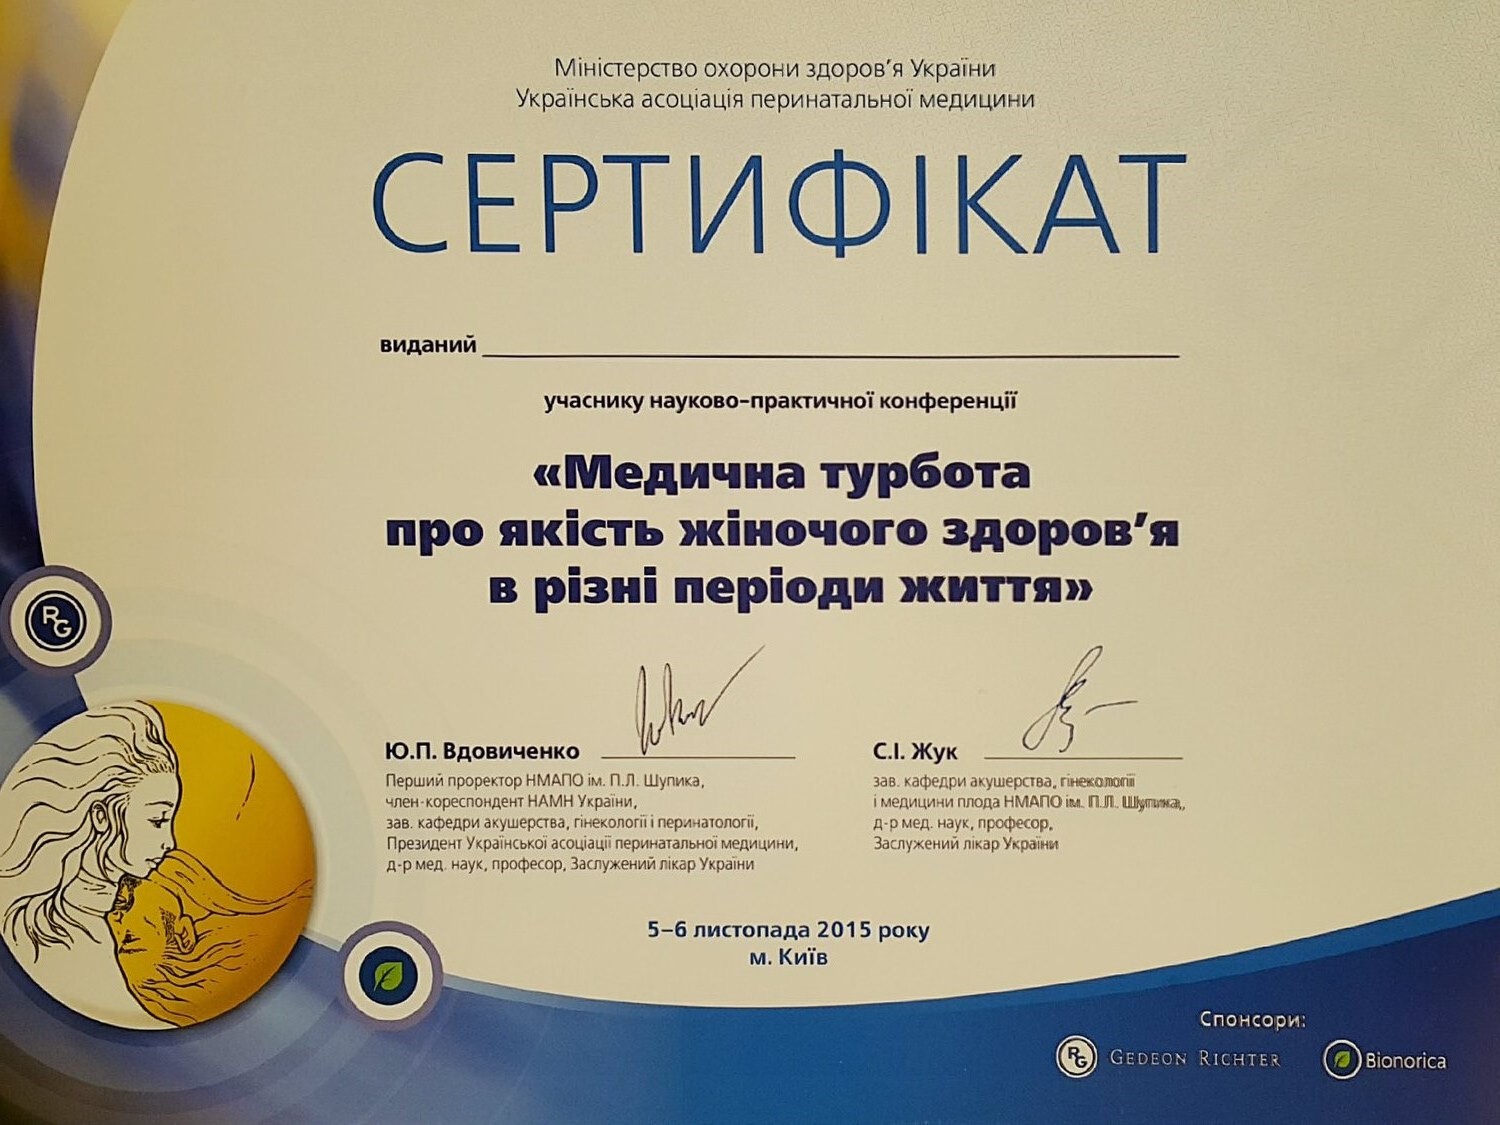 Міністерство охорони здоров'я України
Українська асоціація перинатальної медицини
СЕРТИФІКАТ
виданий
учаснику науково-практичної конференції
«Медична турбота
про якість жіночого здоров'я
в різні періоди життя»
RG
Ю.П. Вдовиченко
Перший проректор НМАПО ім. П.Л. Шупика,
член-кореспондент НАМН України,
зав. кафедри акушерства, гінекології і перинатології,
Президент Української асоціації перинатальної медицини,
д-р мед. наук, професор, Заслужений лікар України
С.І. Жук
зав. кафедри акушерства, гінекології
і медицини плода НМАПО ім. П.Л. Шупика,
д-р мед. наук, професор,
Заслужений лікар України
5–6 листопада 2015 року
м. Київ
Спонсори:
RG GEDEON RICHTER
Bionorica